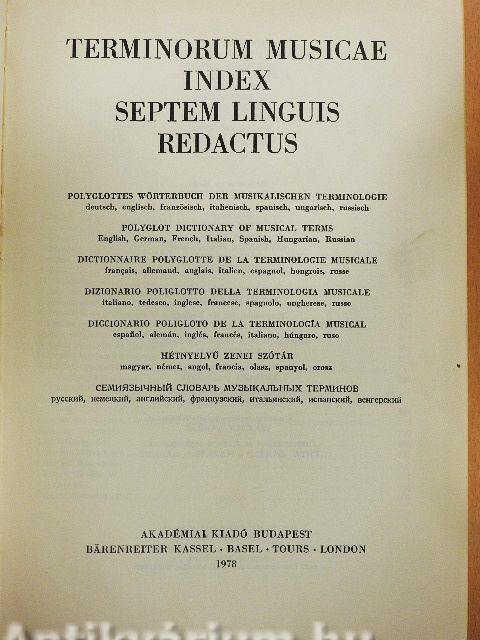 TERMINORUM MUSICAE
INDEX
SEPTEM LINGUIS
REDACTUS
POLYGLOTTES WÖRTERBUCH DER MUSIKALISCHEN TERMINOLOGIE
deutsch, englisch, französisch, italienisch, spanisch, ungarisch, russisch
POLYGLOT DICTIONARY OF MUSICAL TERMS
English, German, French, Italian, Spanish, Hungarian, Russian
DICTIONNAIRE POLYGLOTTE DE LA TERMINOLOGIE MUSICALE
français, allemand, anglais, italien, espagnol, hongrois, russe
DIZIONARIO POLIGLOTTO DELLA TERMINOLOGIA MUSICALE
italiano, tedesco, inglese, francese, spagnolo, ungherese, russo
DICCIONARIO POLIGLOTO DE LA TERMINOLOGÍA MUSICAL
español, alemán, inglés, francés, italiano, húngaro, ruso
HÉTNYELVŰ ZENEI SZÓTÁR
magyar, német, angol, francia, olasz, spanyol, orosz
СЕМИЯЗЫЧНЫЙ СЛОВАРЬ МУЗЫКАЛЬНЫХ ТЕРМИНОВ
русский, немецкий, английский, французский, итальянский, испанский, венгерский
AKADÉMIAI KIADÓ BUDAPEST
BÄRENREITER KASSEL · BASEL · TOURS · LONDON
1978
Antikvárium.hu